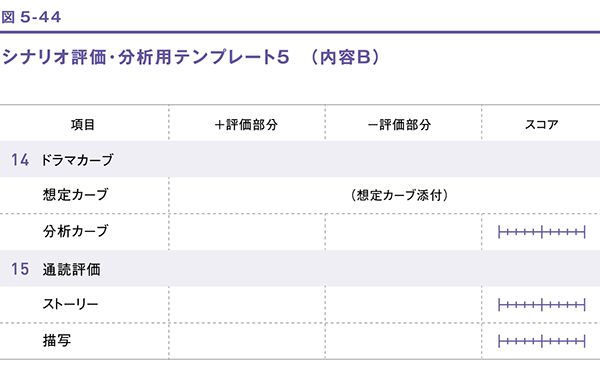 図 5-44
シナリオ評価・分析用テンプレート5 （内容B）
項目 ＋評価部分 －評価部分 スコア
14 ドラマカーブ
想定カーブ （想定カーブ添付）
分析カーブ
15 通読評価
ストーリー
描写